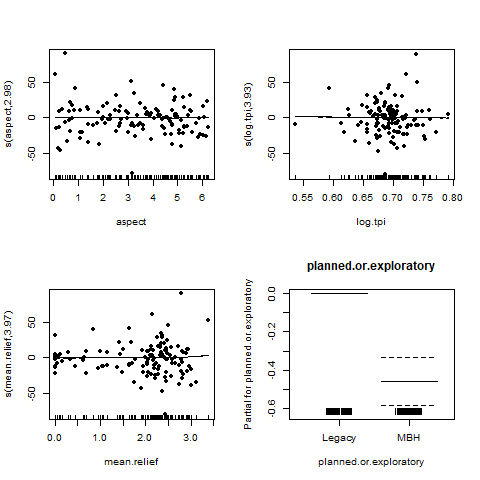 s(aspect,2.98)
50
0
-50
0 1 2 3 4 5 6
aspect
s(log.tpi,3.93)
50
0
-50
0.55 0.60 0.65 0.70 0.75 0.80
log.tpi
s(mean.relief,3.97)
50
0
-50
0.0 1.0 2.0 3.0
mean.relief
planned.or.exploratory
Partial for planned.or.exploratory
0.0
-0.2
-0.4
-0.6
Legacy MBH
planned.or.exploratory